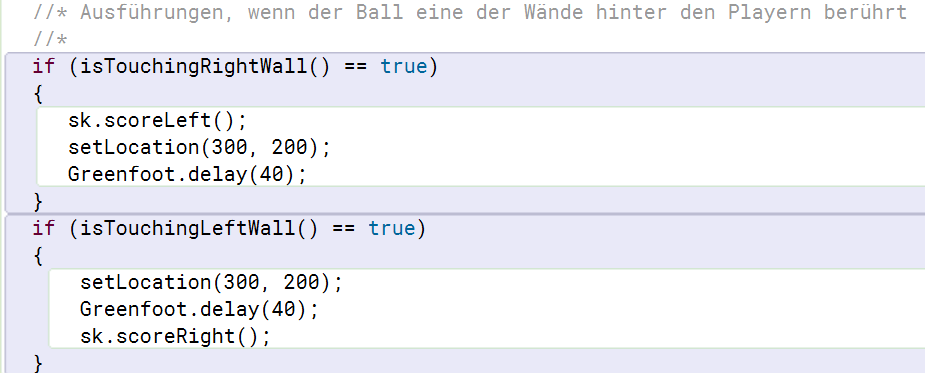 //* Ausführungen, wenn der Ball eine der Wände hinter den Playern berührt
//*
if (isTouchingRightWall() == true)
{
sk.scoreLeft();
setLocation(300, 200);
Greenfoot.delay(40);
}
if (isTouchingLeftWall() == true)
{
setLocation(300, 200);
Greenfoot.delay(40);
sk.scoreRight();
}